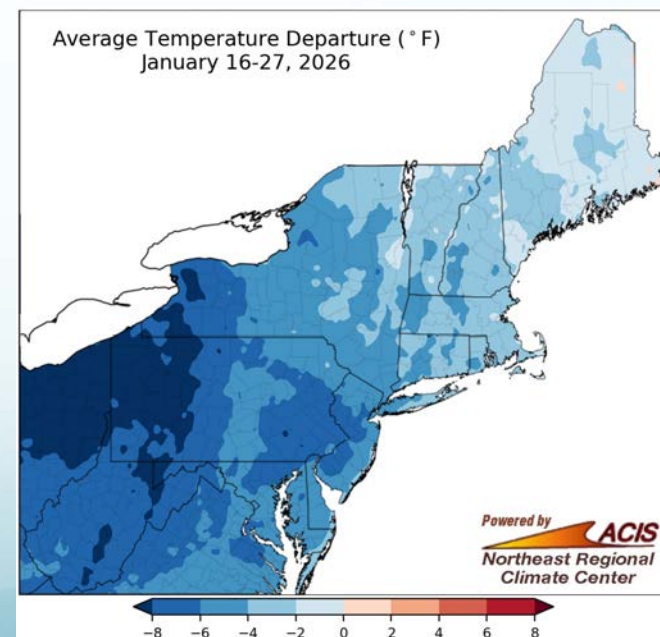 Average Temperature Departure (°F)
January 16-27, 2026
Powered by
ACIS
Northeast Regional
Climate Center
−8 −6 −4 −2 0 2 4 6 8